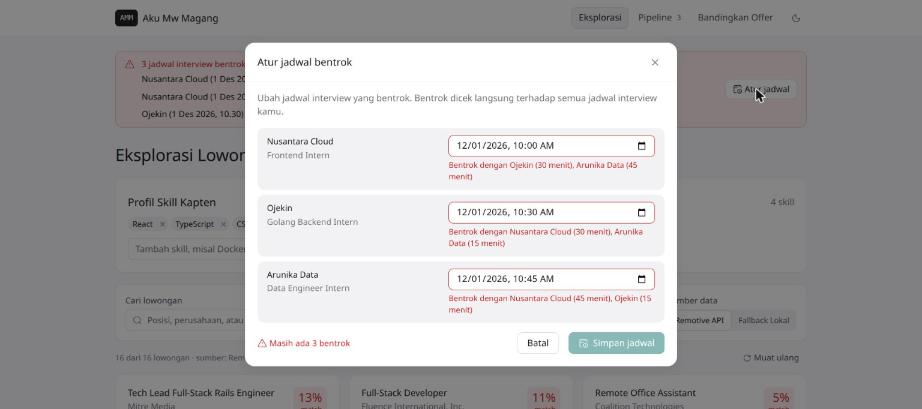 AMM Aku Mw Magang
Eksplorasi
Pipeline 3
Bandingkan Offer
3 jadwal interview bentrok
Nusantara Cloud (1 Des 20
Nusantara Cloud (1 Des 20
Ojekin (1 Des 2026, 10.30)
Atur jadwal
Atur jadwal bentrok
Ubah jadwal interview yang bentrok. Bentrok dicek langsung terhadap semua jadwal interview
kamu.
Nusantara Cloud
Frontend Intern
12/01/2026, 10:00 AM
Bentrok dengan Ojekin (30 menit), Arunika Data (45
menit)
Ojekin
Golang Backend Intern
12/01/2026, 10:30 AM
Bentrok dengan Nusantara Cloud (30 menit), Arunika
Data (15 menit)
Arunika Data
Data Engineer Intern
12/01/2026, 10:45 AM
Bentrok dengan Nusantara Cloud (45 menit), Ojekin (15
menit)
Masih ada 3 bentrok
Batal
Simpan jadwal
Eksplorasi Lowor
Profil Skill Kapten
4 skill
React × TypeScript × CS
Tambah skill, misal Docke
Cari lowongan
Posisi, perusahaan, atau
mber data
Remotive API
Fallback Lokal
16 dari 16 lowongan · sumber: Rem
Muat ulang
Tech Lead Full-Stack Rails Engineer
Mitre Media
13%
Full-Stack Developer
Fluence International, Inc.
11%
Remote Office Assistant
Coalition Technologies
5%